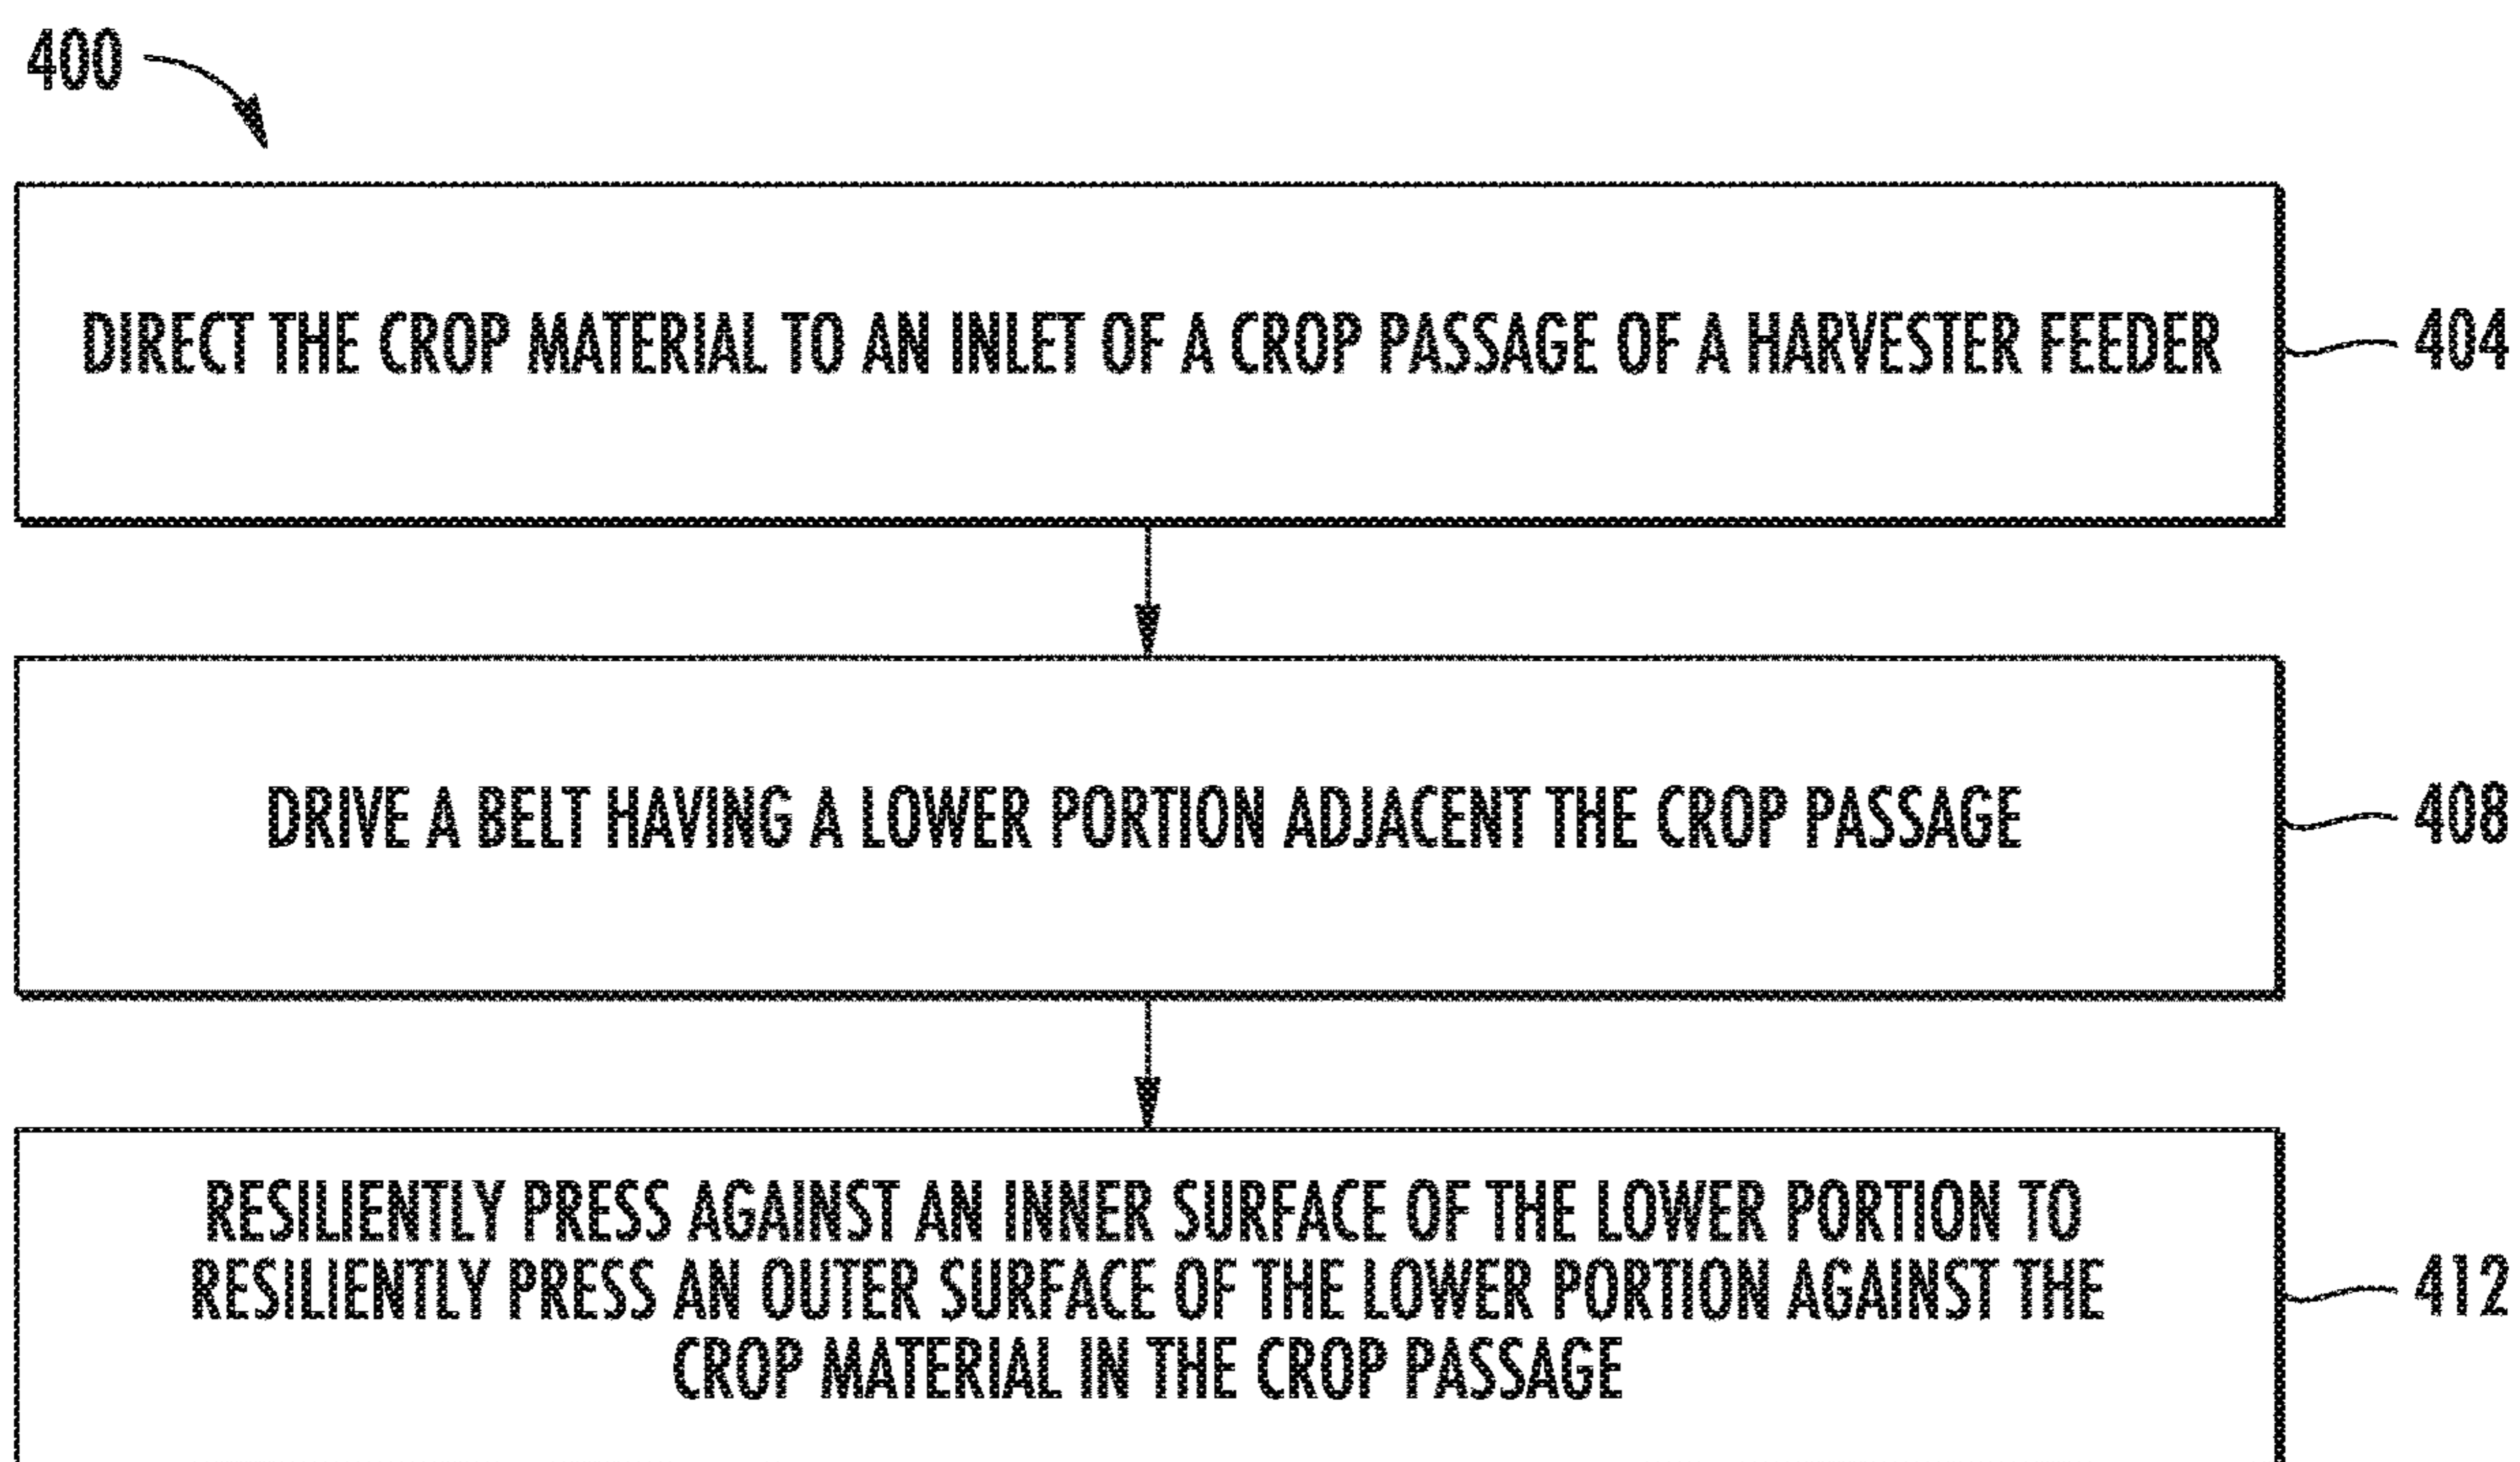 400
DIRECT THE CROP MATERIAL TO AN INLET OF A CROP PASSAGE OF A HARVESTER FEEDER
404
DRIVE A BELT HAVING A LOWER PORTION ADJACENT THE CROP PASSAGE
408
RESILIENTLY PRESS AGAINST AN INNER SURFACE OF THE LOWER PORTION TO
RESILIENTLY PRESS AN OUTER SURFACE OF THE LOWER PORTION AGAINST THE
CROP MATERIAL IN THE CROP PASSAGE
412